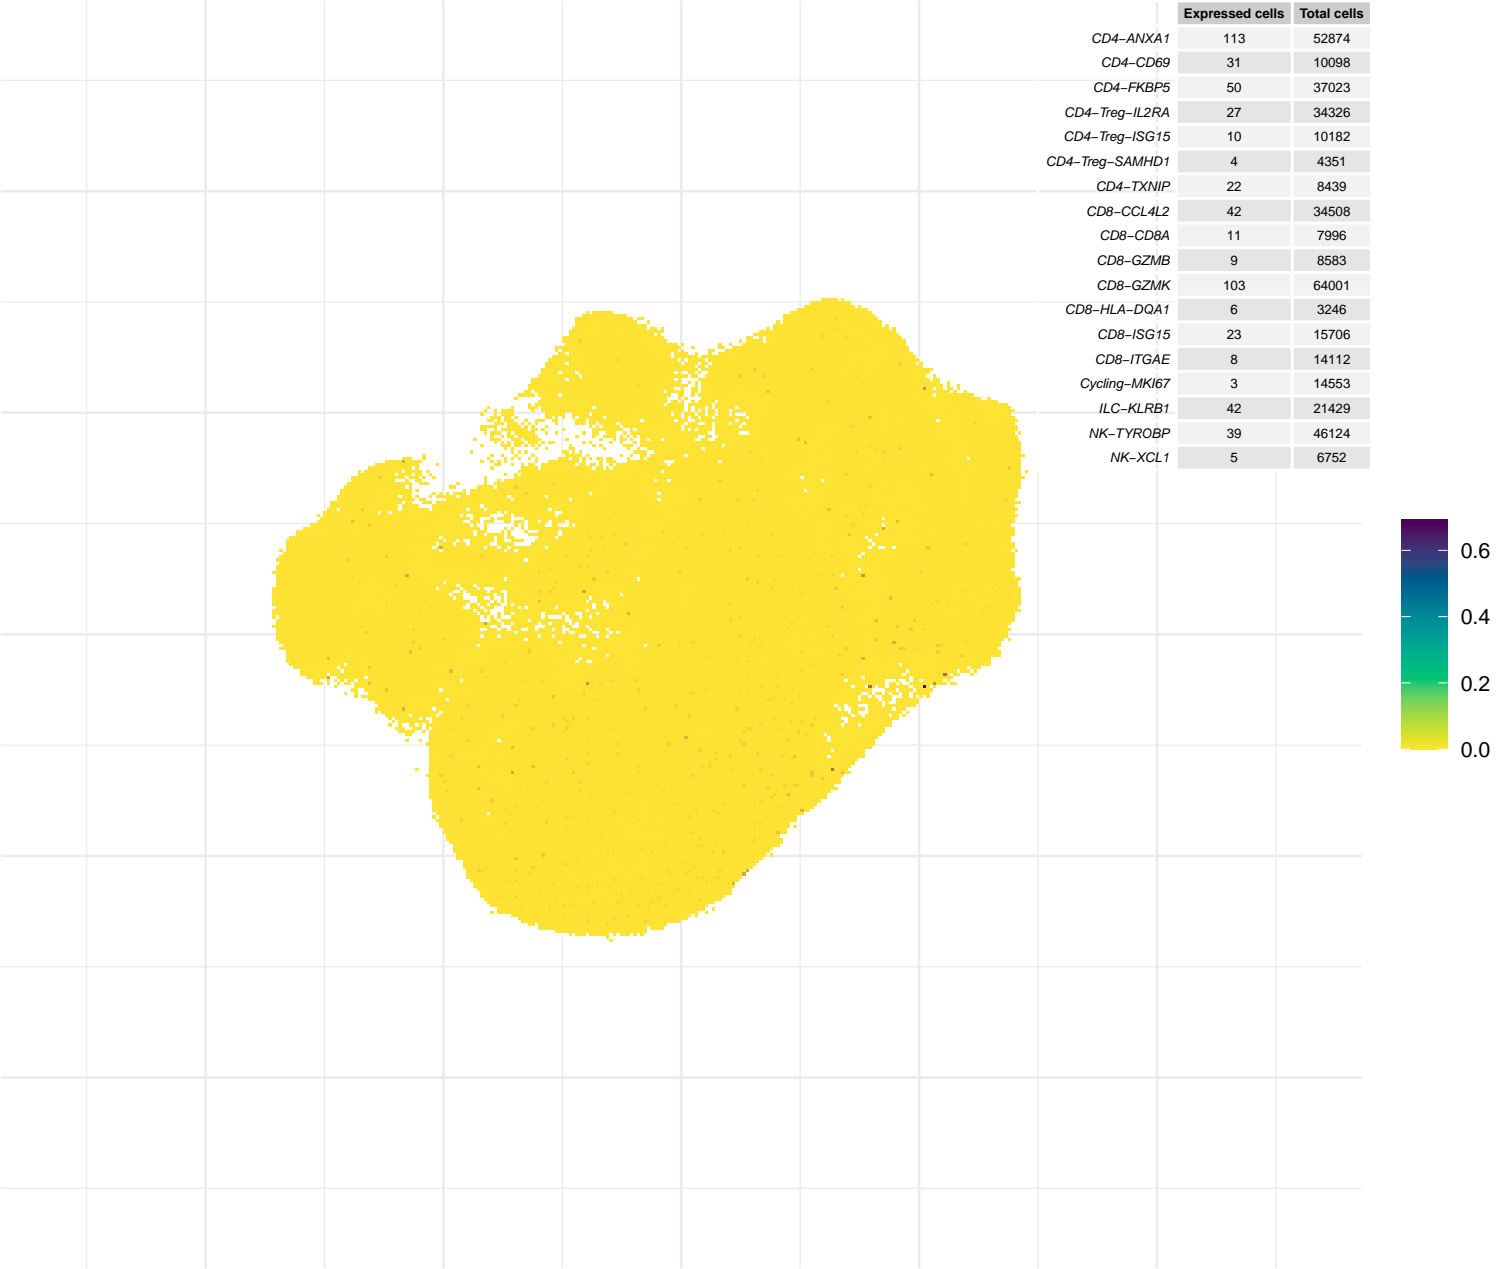 Expressed cells Total cells
CD4−ANXA1 113 52874
CD4−CD69 31 10098
CD4−FKBP5 50 37023
CD4−Treg−IL2RA 27 34326
CD4−Treg−ISG15 10 10182
CD4−Treg−SAMHD1 4 4351
CD4−TXNIP 22 8439
CD8−CCL4L2 42 34508
CD8−CD8A 11 7996
CD8−GZMB 9 8583
CD8−GZMK 103 64001
CD8−HLA−DQA1 6 3246
CD8−ISG15 23 15706
CD8−ITGAE 8 14112
Cycling−MKI67 3 14553
ILC−KLRB1 42 21429
NK−TYROBP 39 46124
NK−XCL1 5 6752
0.6
0.4
0.2
0.0